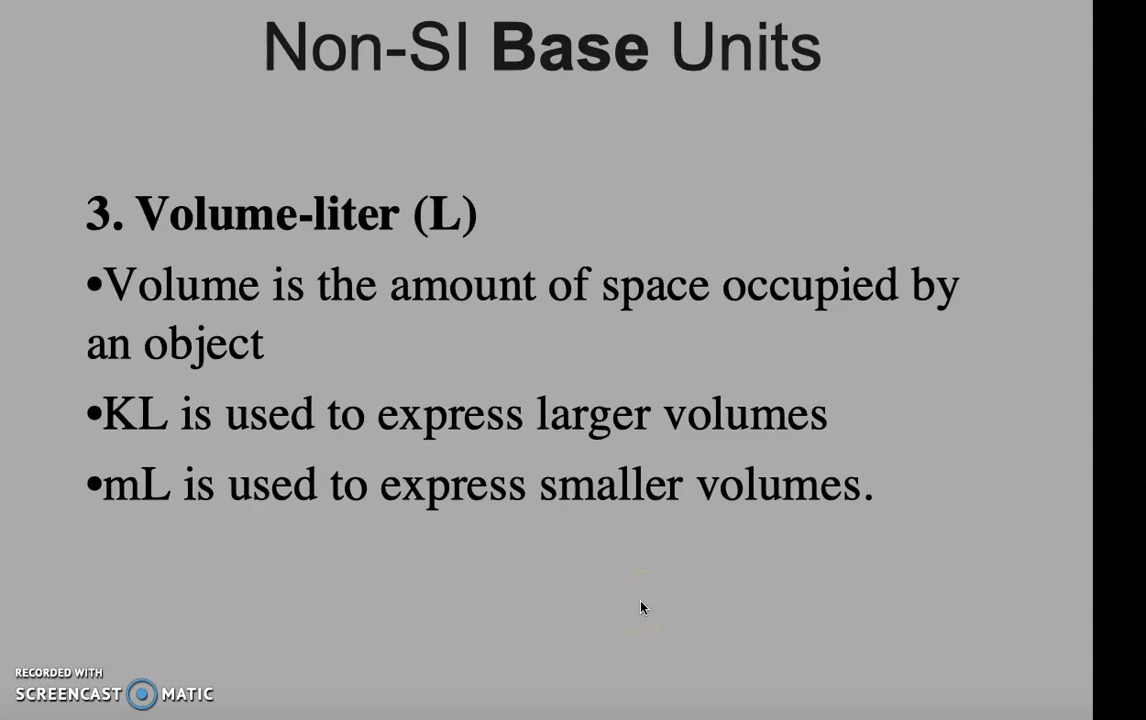 Non-SI Base Units
3. Volume-liter (L)
•Volume is the amount of space occupied by
an object
•KL is used to express larger volumes
•mL is used to express smaller volumes.
RECORDED WITH
SCREENCAST MATIC